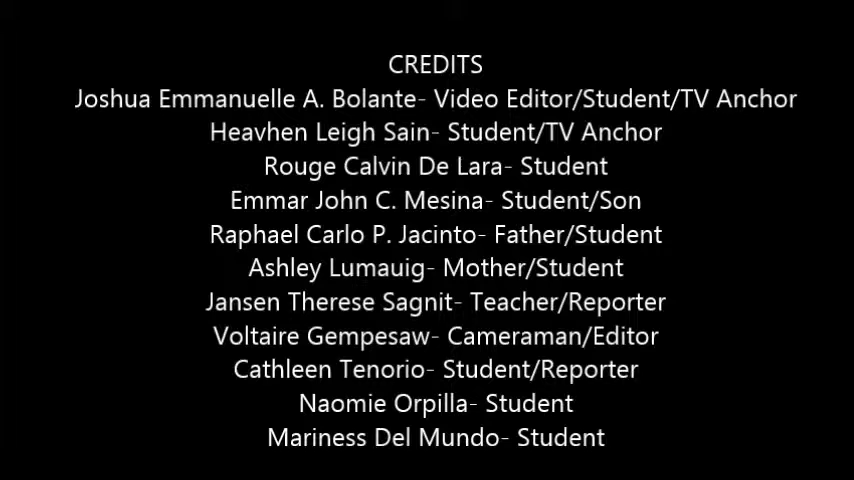 CREDITS
Joshua Emmanuelle A. Bolante- Video Editor/Student/TV Anchor
Heavhen Leigh Sain- Student/TV Anchor
Rouge Calvin De Lara- Student
Emmar John C. Mesina- Student/Son
Raphael Carlo P. Jacinto- Father/Student
Ashley Lumauig- Mother/Student
Jansen Therese Sagnit- Teacher/Reporter
Voltaire Gempesaw- Cameraman/Editor
Cathleen Tenorio- Student/Reporter
Naomie Orpilla- Student
Mariness Del Mundo- Student